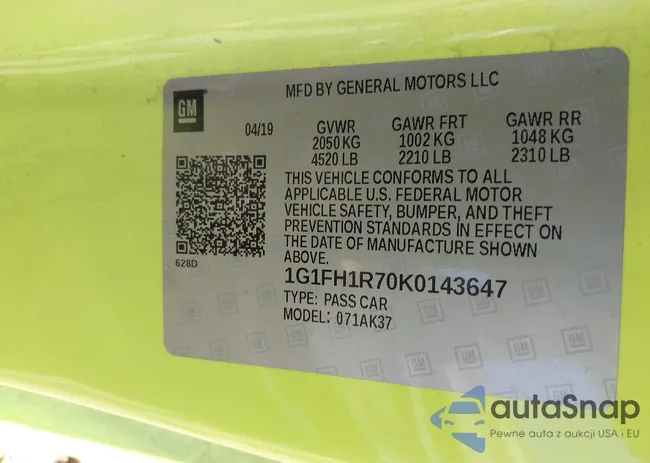 MFD BY GENERAL MOTORS LLC
GM
04/19 GVWR GAWR FRT GAWR RR
2050 KG 1002 KG 1048 KG
4520 LB 2210 LB 2310 LB
THIS VEHICLE CONFORMS TO ALL
APPLICABLE U.S. FEDERAL MOTOR
VEHICLE SAFETY, BUMPER, AND THEFT
PREVENTION STANDARDS IN EFFECT ON
THE DATE OF MANUFACTURE SHOWN
ABOVE.
628D
1G1FH1R70K0143647
TYPE: PASS CAR
MODEL: 071AK37
autaSnap
Pewne auta z aukcji USA i EU